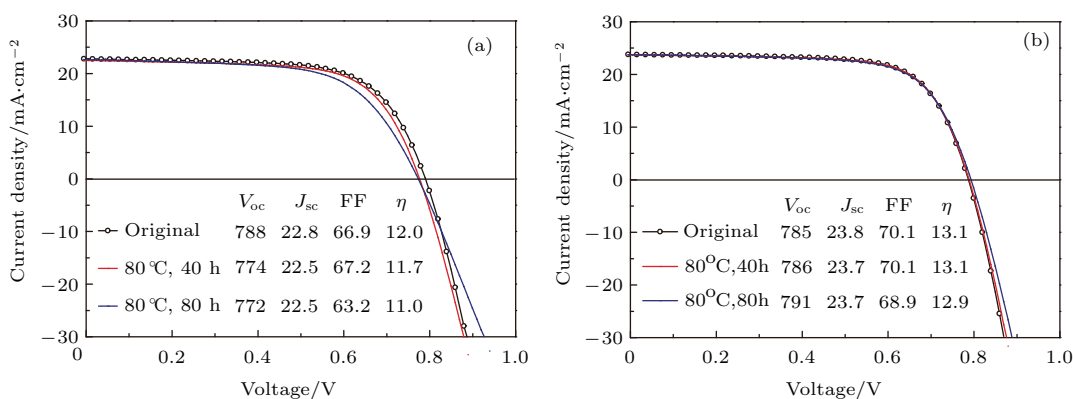 (a)
Current density/mA·cm−2
30
20
10
0
−10
−20
−30
Voc Jsc FF η
Original 788 22.8 66.9 12.0
80 ℃, 40 h 774 22.5 67.2 11.7
80 ℃, 80 h 772 22.5 63.2 11.0
0 0.2 0.4 0.6 0.8 1.0
Voltage/V
(b)
Current density/mA·cm−2
30
20
10
0
−10
−20
−30
Voc Jsc FF η
Original 785 23.8 70.1 13.1
80OC,40h 786 23.7 70.1 13.1
80OC,80h 791 23.7 68.9 12.9
0 0.2 0.4 0.6 0.8 1.0
Voltage/V